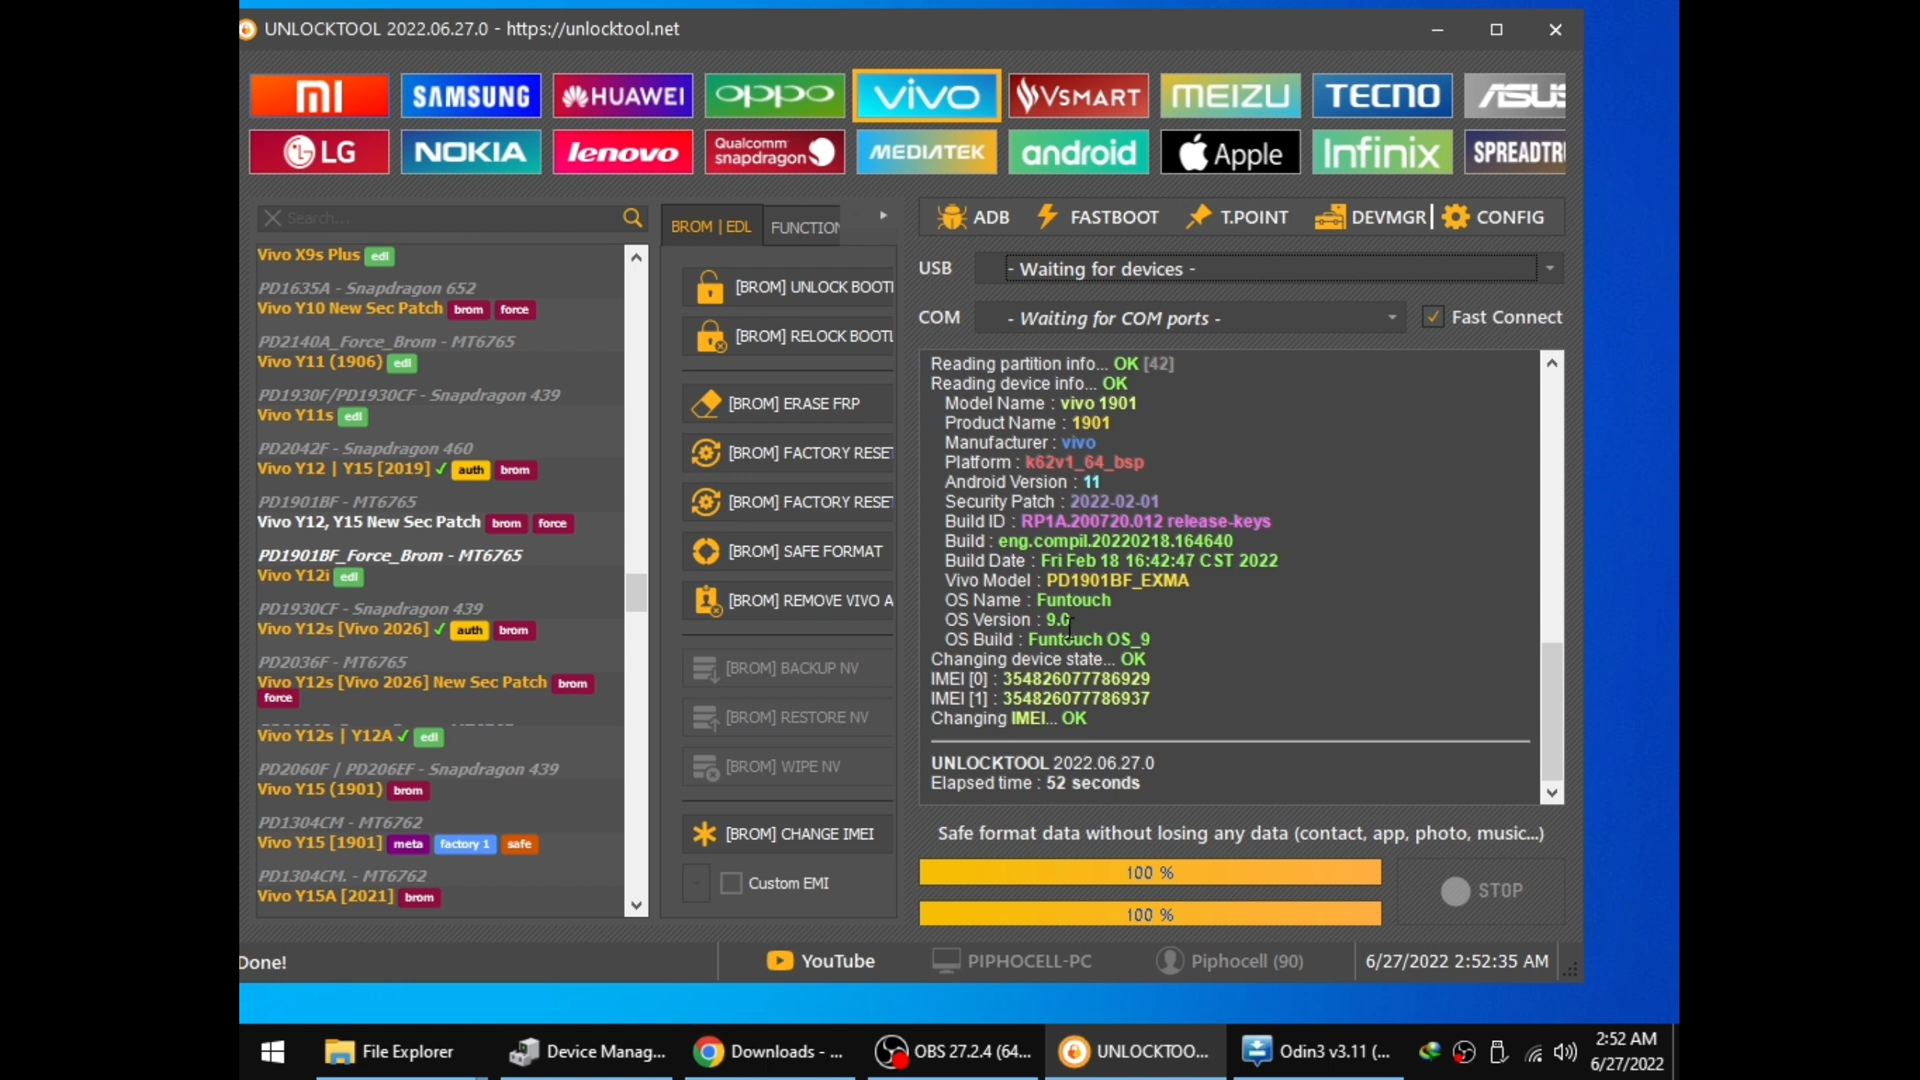 UNLOCKTOOL 2022.06.27.0 - https://unlocktool.net
mi SAMSUNG HUAWEI oppo vivo VSMART MEIZU TECNO ASUS
LG NOKIA lenovo Qualcomm snapdragon MEDIATEK android Apple Infinix SPREADTR
Search...
Vivo X9s Plus edl
PD1635A - Snapdragon 652
Vivo Y10 New Sec Patch brom force
PD2140A_Force_Brom - MT6765
Vivo Y11 (1906) edl
PD1930F/PD1930CF - Snapdragon 439
Vivo Y11s edl
PD2042F - Snapdragon 460
Vivo Y12 | Y15 [2019] ✓ auth brom
PD1901BF - MT6765
Vivo Y12, Y15 New Sec Patch brom force
PD1901BF_Force_Brom - MT6765
Vivo Y12i edl
PD1930CF - Snapdragon 439
Vivo Y12s [Vivo 2026] ✓ auth brom
PD2036F - MT6765
Vivo Y12s [Vivo 2026] New Sec Patch brom
force
Vivo Y12s | Y12A ✓ edl
PD2060F | PD206EF - Snapdragon 439
Vivo Y15 (1901) brom
PD1304CM - MT6762
Vivo Y15 [1901] meta factory 1 safe
PD1304CM. - MT6762
Vivo Y15A [2021] brom
BROM | EDL FUNCTION
[BROM] UNLOCK BOOTL
[BROM] RELOCK BOOTL
[BROM] ERASE FRP
[BROM] FACTORY RESET
[BROM] FACTORY RESET
[BROM] SAFE FORMAT
[BROM] REMOVE VIVO A
[BROM] BACKUP NV
[BROM] RESTORE NV
[BROM] WIPE NV
[BROM] CHANGE IMEI
Custom EMI
ADB FASTBOOT T.POINT DEVMGR CONFIG
USB - Waiting for devices -
COM - Waiting for COM ports - Fast Connect
Reading partition info... OK [42]
Reading device info... OK
Model Name : vivo 1901
Product Name : 1901
Manufacturer : vivo
Platform : k62v1_64_bsp
Android Version : 11
Security Patch : 2022-02-01
Build ID : RP1A.200720.012 release-keys
Build : eng.compil.20220218.164640
Build Date : Fri Feb 18 16:42:47 CST 2022
Vivo Model : PD1901BF_EXMA
OS Name : Funtouch
OS Version : 9.0
OS Build : Funtouch OS_9
Changing device state... OK
IMEI [0] : 354826077786929
IMEI [1] : 354826077786937
Changing IMEI... OK
UNLOCKTOOL 2022.06.27.0
Elapsed time : 52 seconds
Safe format data without losing any data (contact, app, photo, music...)
100 %
100 %
STOP
Done! YouTube PIPHOCELL-PC Piphocell (90) 6/27/2022 2:52:35 AM
File Explorer Device Manag... Downloads - ... OBS 27.2.4 (64... UNLOCKTOO... Odin3 v3.11 (... 2:52 AM
6/27/2022